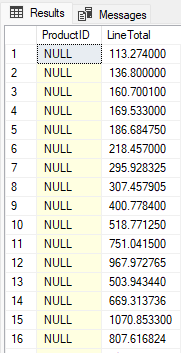 Results Messages
ProductID LineTotal
1 NULL 113.274000
2 NULL 136.800000
3 NULL 160.700100
4 NULL 169.533000
5 NULL 186.684750
6 NULL 218.457000
7 NULL 295.928325
8 NULL 307.457905
9 NULL 400.778400
10 NULL 518.771250
11 NULL 751.041500
12 NULL 967.972765
13 NULL 503.943440
14 NULL 669.313736
15 NULL 1070.853300
16 NULL 807.616824